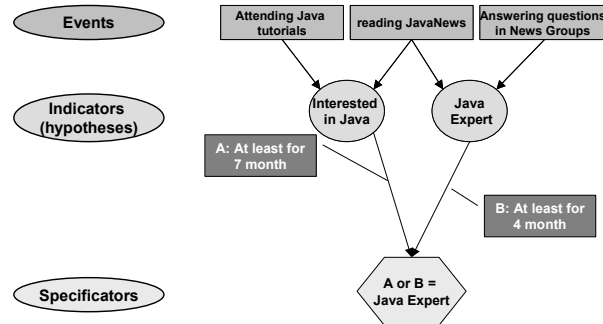 Events
Attending Java
tutorials
reading JavaNews
Answering questions
in News Groups
Indicators
(hypotheses)
Interested
in Java
Java
Expert
A: At least for
7 month
B: At least for
4 month
Specificators
A or B =
Java Expert